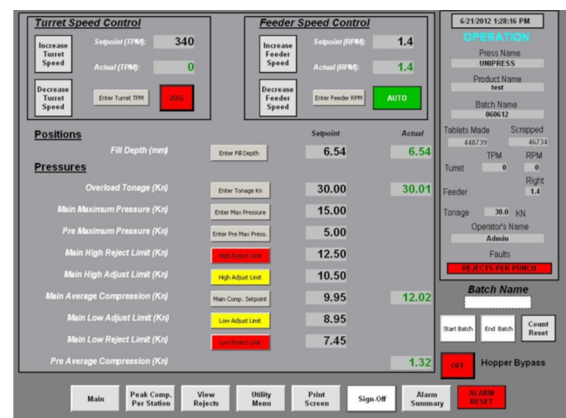 Turret Speed Control
Increase Turret Speed
Setpoint (TPM): 340
Actual (TPM): 0
Decrease Turret Speed
Enter Turret TPM
JOG
Feeder Speed Control
Increase Feeder Speed
Setpoint (RPM): 1.4
Actual (RPM): 1.4
Decrease Feeder Speed
Enter Feeder RPM
AUTO
Positions Setpoint Actual
Fill Depth (mm) Enter Fill Depth 6.54 6.54
Pressures
Overload Tonage (Kn) Enter Tonage Kn 30.00 30.01
Main Maximum Pressure (Kn) Enter Max Pressure 15.00
Pre Maximum Pressure (Kn) Enter Pre Max Press. 5.00
Main High Reject Limit (Kn) High Reject Limit 12.50
Main High Adjust Limit (Kn) High Adjust Limit 10.50
Main Average Compression (Kn) Main Comp. Setpoint 9.95 12.02
Main Low Adjust Limit (Kn) Low Adjust Limit 8.95
Main Low Reject Limit (Kn) Low Reject Limit 7.45
Pre Average Compression (Kn) 1.32
6/21/2012 1:28:16 PM
OPERATION
Press Name
UNIPRESS
Product Name
test
Batch Name
060612
Tablets Made Scrapped
448739 46734
TPM RPM
Turret 0 0
Right
Feeder 1.4
Tonage 30.0 KN
Operator's Name
Admin
Faults
REJECTS PER PUNCH
Batch Name
Start Batch End Batch Count Reset
OFF Hopper Bypass
Main
Peak Comp. Per Station
View Rejects
Utility Menu
Print Screen
Sign-Off
Alarm Summary
ALARM RESET